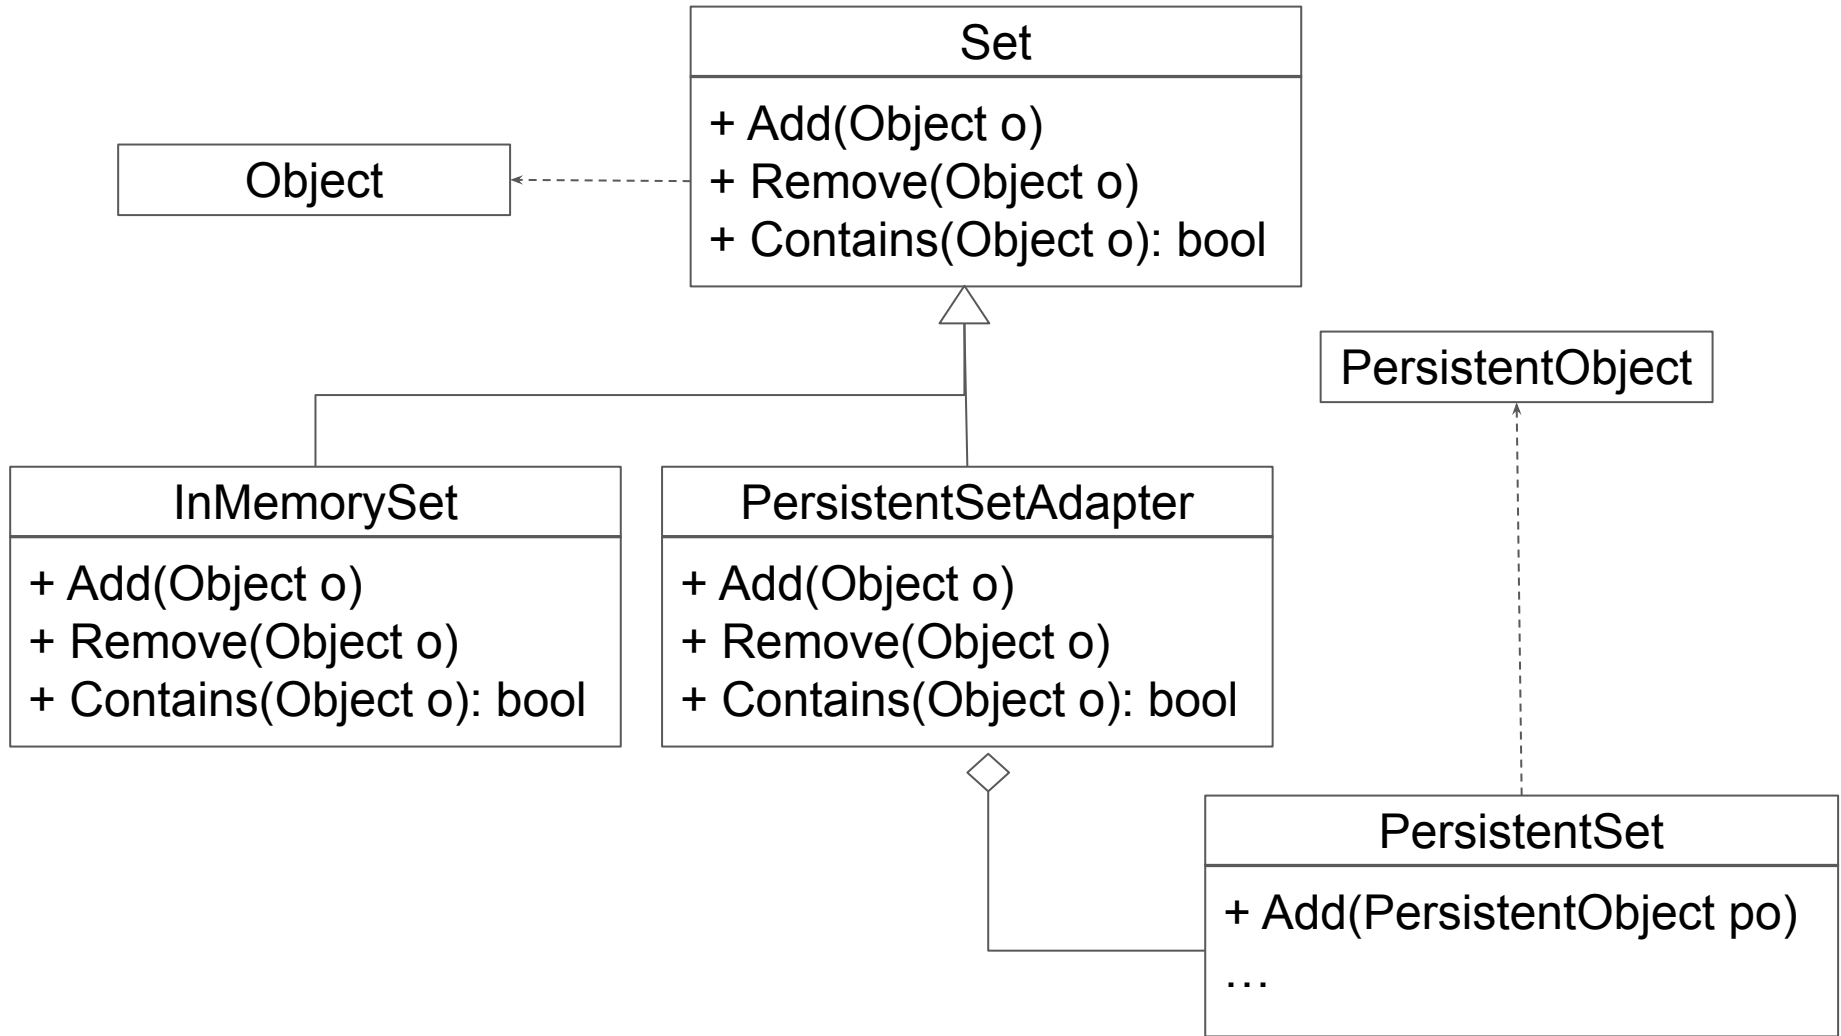 Set
+ Add(Object o)
+ Remove(Object o)
+ Contains(Object o): bool
Object
PersistentObject
InMemorySet
+ Add(Object o)
+ Remove(Object o)
+ Contains(Object o): bool
PersistentSetAdapter
+ Add(Object o)
+ Remove(Object o)
+ Contains(Object o): bool
PersistentSet
+ Add(PersistentObject po)
…